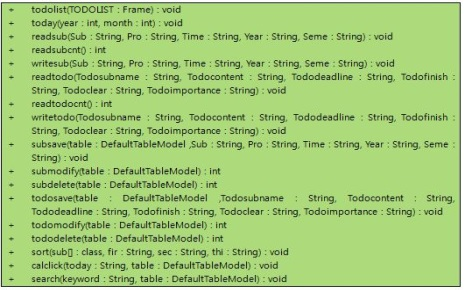 + todolist(TODOLIST : Frame) : void
+ today(year : int, month : int) : void
+ readsub(Sub : String, Pro : String, Time : String, Year : String, Seme : String) : void
+ readsubcnt() : int
+ writesub(Sub : String, Pro : String, Time : String, Year : String, Seme : String) : void
+ readtodo(Todosubname : String, Todocontent : String, Tododeadline : String, Todofinish :
String, Todoclear : String, Todoimportance : String) : void
+ readtodocnt() : int
+ writetodo(Todosubname : String, Todocontent : String, Tododeadline : String, Todofinish :
String, Todoclear : String, Todoimportance : String) : void
+ subsave(table : DefaultTableModel ,Sub : String, Pro : String, Time : String, Year : String, Seme :
String) : void
+ submodify(table : DefaultTableModel) : int
+ subdelete(table : DefaultTableModel) : int
+ todosave(table : DefaultTableModel ,Todosubname : String, Todocontent : String,
Tododeadline : String, Todofinish : String, Todoclear : String, Todoimportance : String) : void
+ todomodify(table : DefaultTableModel) : int
+ tododelete(table : DefaultTableModel) : int
+ sort(sub[] : class, fir : String, sec : String, thi : String) : void
+ calclick(today : String, table : DefaultTableModel) : void
+ search(keyword : String, table : DefaultTableModel) : void